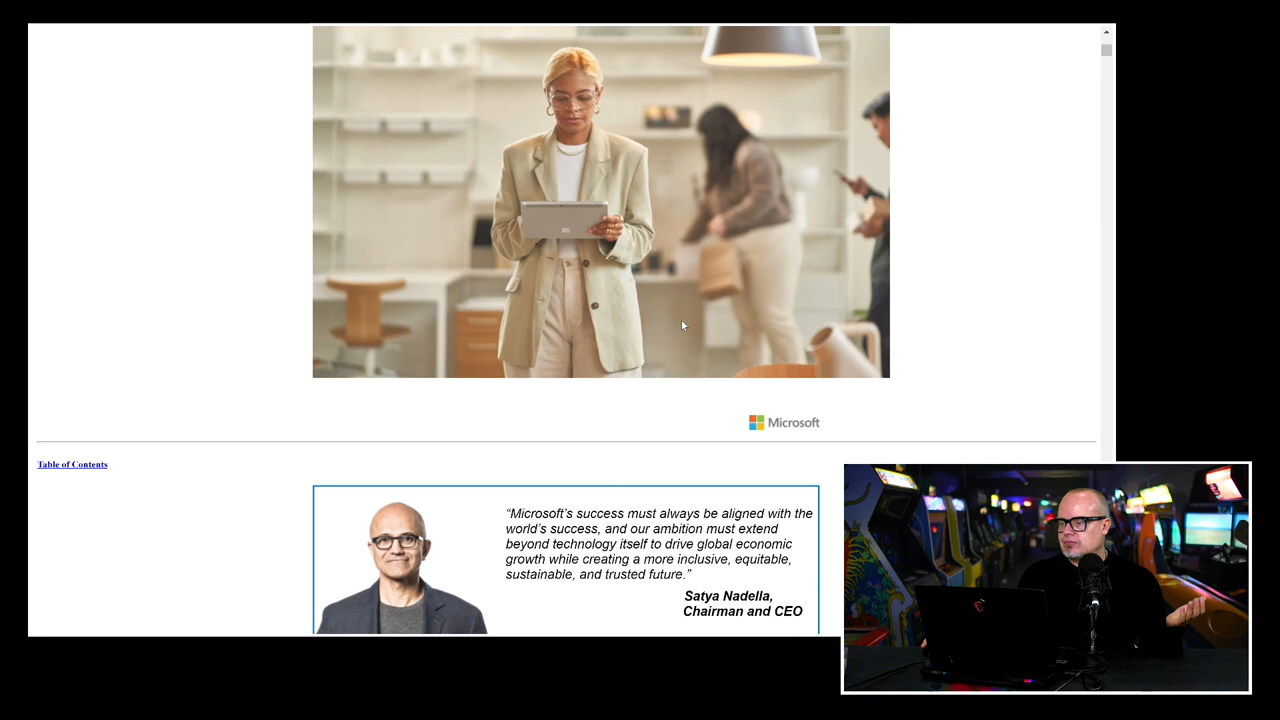 Microsoft
Table of Contents
“Microsoft’s success must always be aligned with the
world’s success, and our ambition must extend
beyond technology itself to drive global economic
growth while creating a more inclusive, equitable,
sustainable, and trusted future.”
Satya Nadella,
Chairman and CEO